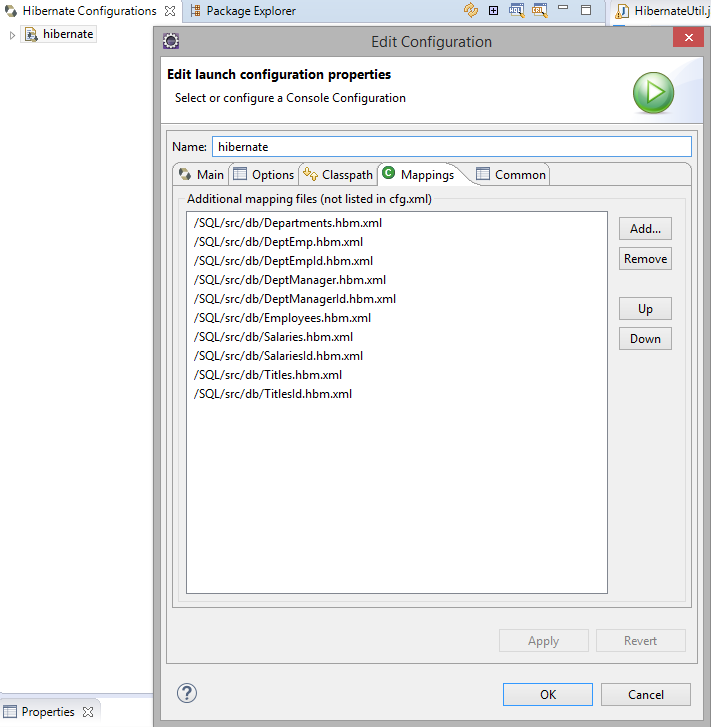 Hibernate Configurations
Package Explorer
HibernateUtil.j
hibernate
Edit Configuration
Edit launch configuration properties
Select or configure a Console Configuration
Name: hibernate
Main Options Classpath Mappings Common
Additional mapping files (not listed in cfg.xml)
/SQL/src/db/Departments.hbm.xml
/SQL/src/db/DeptEmp.hbm.xml
/SQL/src/db/DeptEmpId.hbm.xml
/SQL/src/db/DeptManager.hbm.xml
/SQL/src/db/DeptManagerId.hbm.xml
/SQL/src/db/Employees.hbm.xml
/SQL/src/db/Salaries.hbm.xml
/SQL/src/db/SalariesId.hbm.xml
/SQL/src/db/Titles.hbm.xml
/SQL/src/db/TitlesId.hbm.xml
Add...
Remove
Up
Down
Apply Revert
OK Cancel
Properties